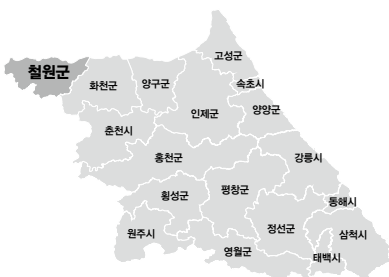 고성군
철원군
속초시
화천군
양구군
인제군
양양군
춘천시
홍천군
강릉시
횡성군
평창군
동해시
원주시
정선군
삼척시
영월군
태백시